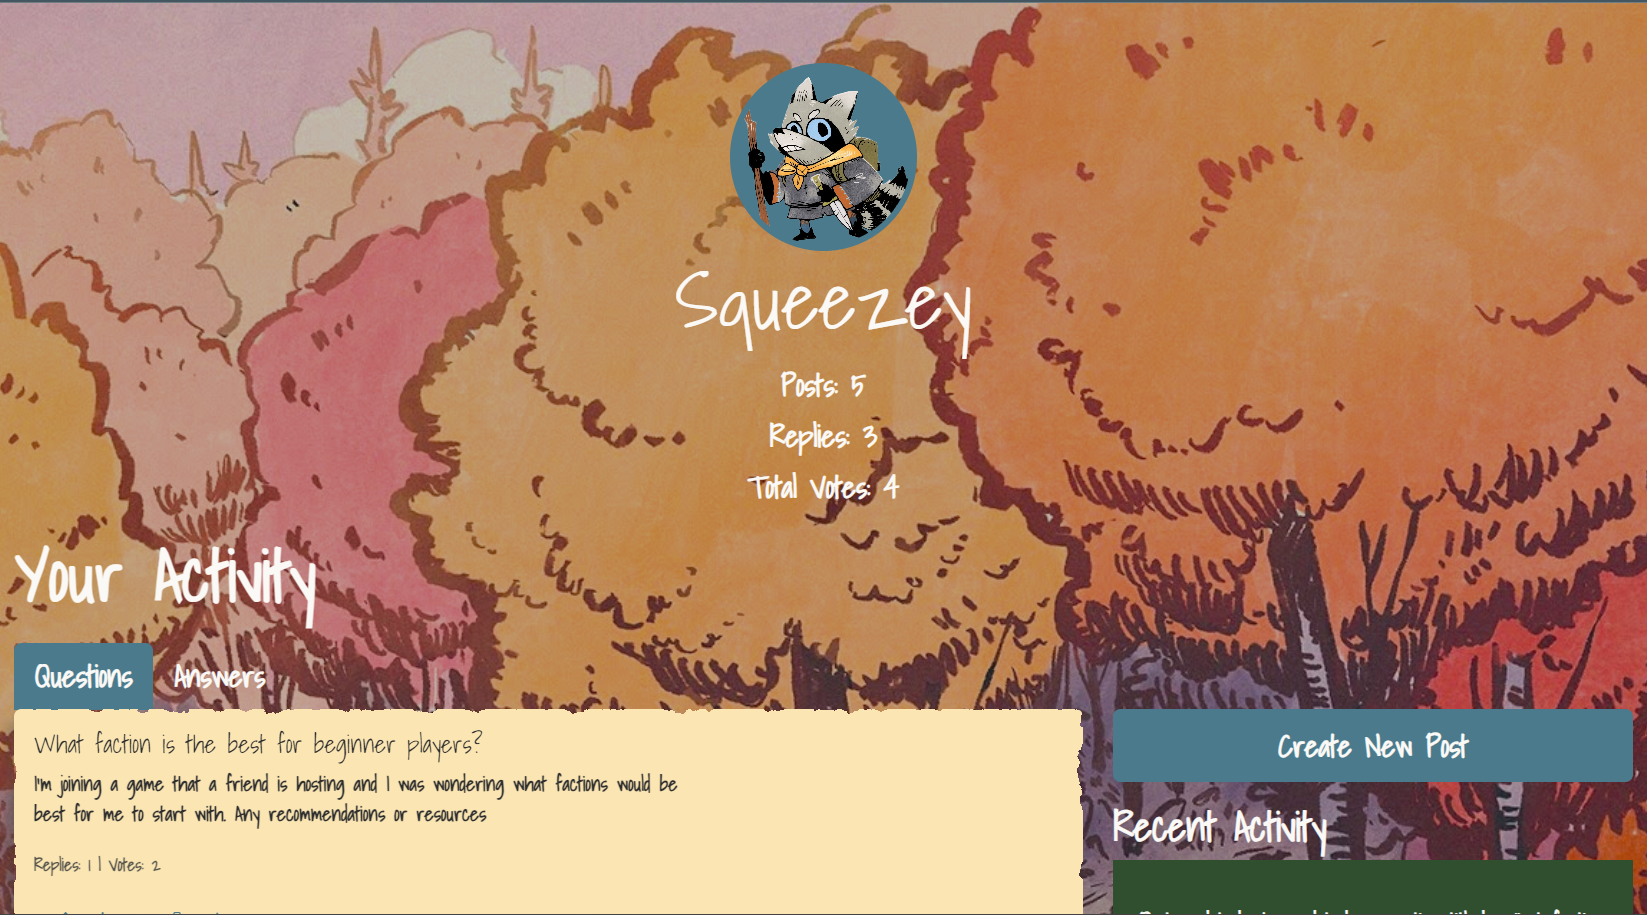 Squeezey
Posts: 5
Replies: 3
Total Votes: 4
Your Activity
Questions
Answers
What faction is the best for beginner players?
I'm joining a game that a friend is hosting and I was wondering what factions would be
best for me to start with. Any recommendations or resources
Replies: 1 | Votes: 2
Create New Post
Recent Activity